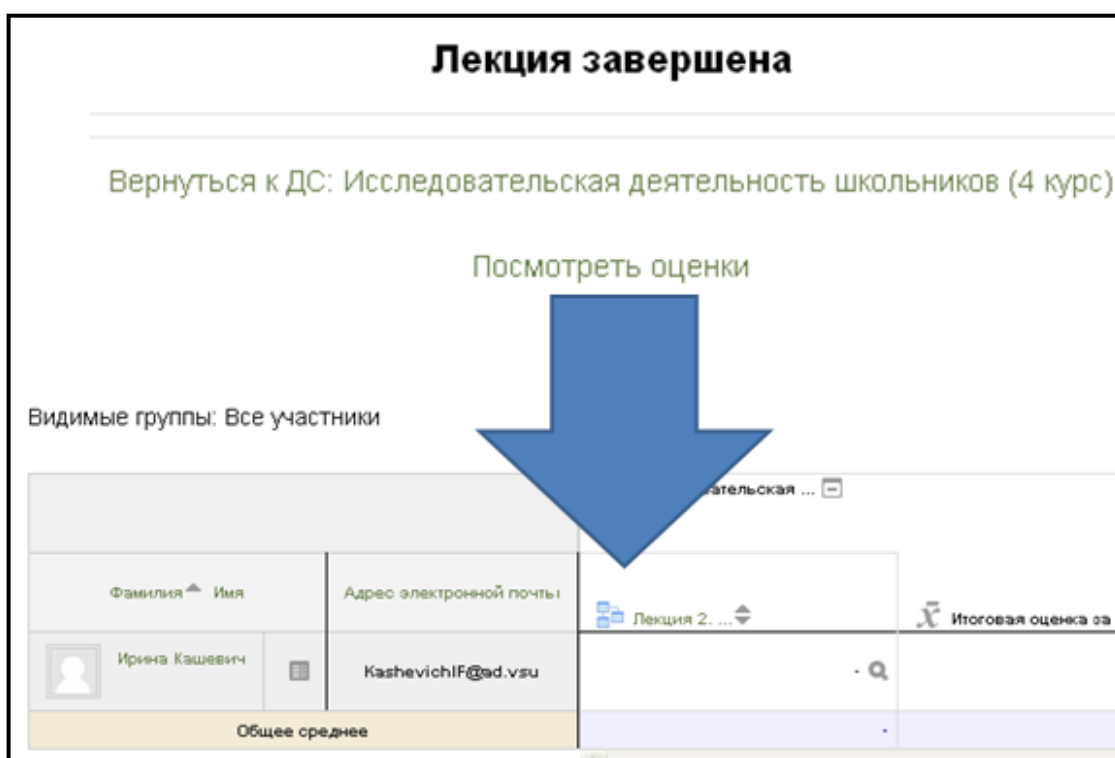 Лекция завершена
Вернуться к ДС: Исследовательская деятельность школьников (4 курс)
Посмотреть оценки
Видимые группы: Все участники
ательская ...
Фамилия Имя
Адрес электронной почты
Лекция 2. ...
x̄ Итоговая оценка за
Ирина Кашевич
KashevichIF@ad.vsu
-
Общее среднее
-